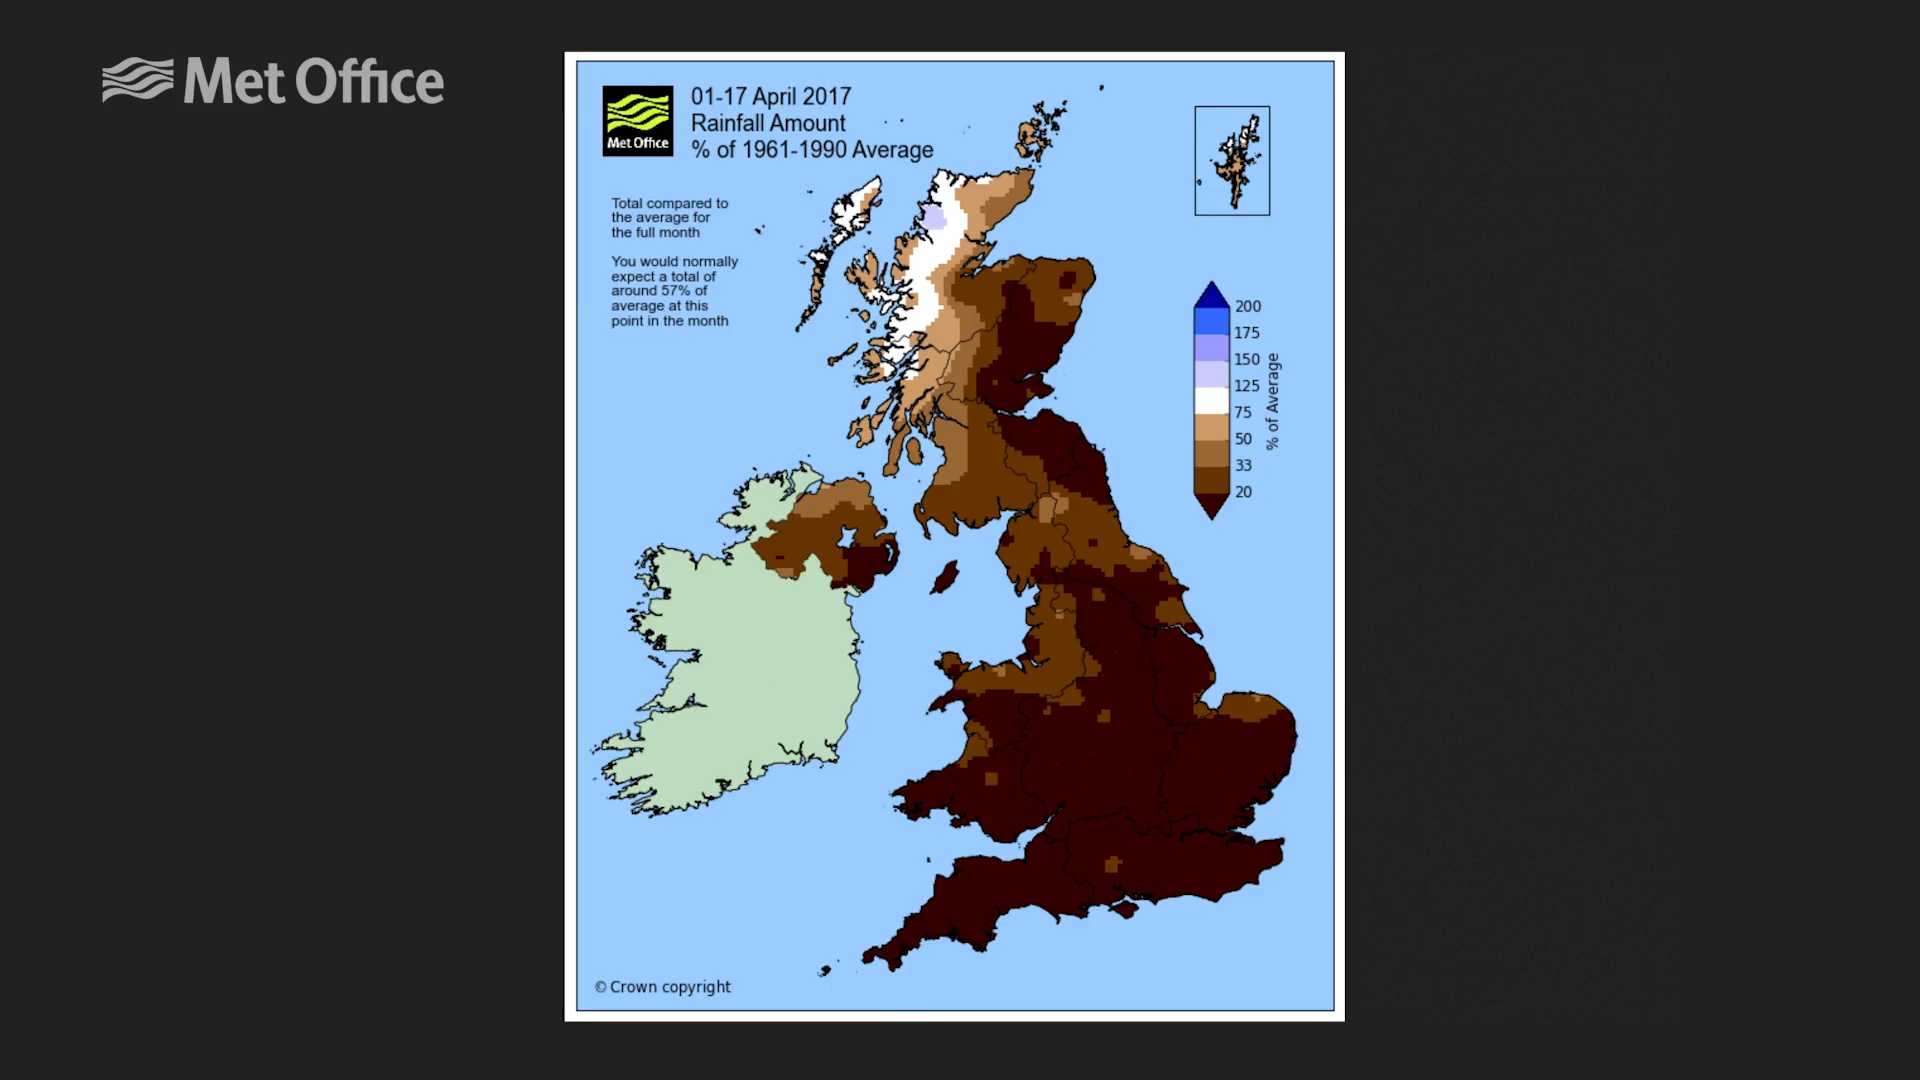 Met Office
Met Office
01-17 April 2017
Rainfall Amount
% of 1961-1990 Average
Total compared to
the average for
the full month
You would normally
expect a total of
around 57% of
average at this
point in the month
200
175
150
125
75
50
33
20
% of Average
© Crown copyright